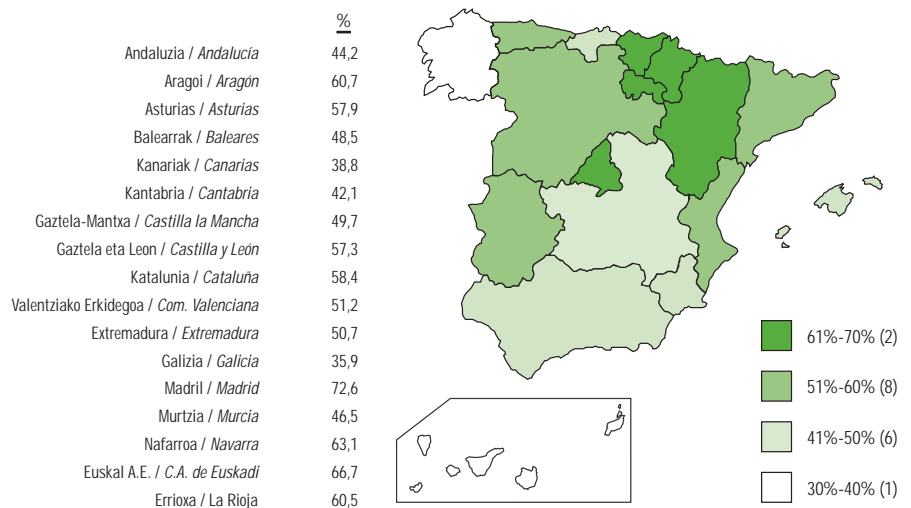 %
Andaluzia / Andalucía 44,2
Aragoi / Aragón 60,7
Asturias / Asturias 57,9
Balearrak / Baleares 48,5
Kanariak / Canarias 38,8
Kantabria / Cantabria 42,1
Gaztela-Mantxa / Castilla la Mancha 49,7
Gaztela eta Leon / Castilla y León 57,3
Katalunia / Cataluña 58,4
Valentziako Erkidegoa / Com. Valenciana 51,2
Extremadura / Extremadura 50,7
Galizia / Galicia 35,9
Madril / Madrid 72,6
Murtzia / Murcia 46,5
Nafarroa / Navarra 63,1
Euskal A.E. / C.A. de Euskadi 66,7
Errioxa / La Rioja 60,5
61%-70% (2)
51%-60% (8)
41%-50% (6)
30%-40% (1)